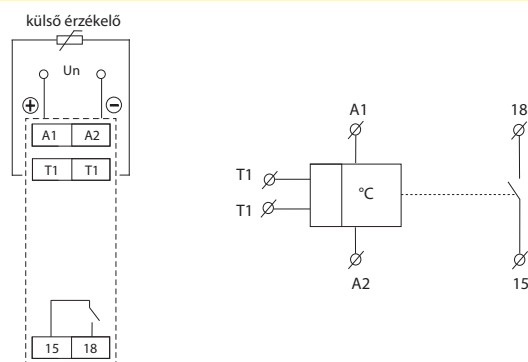 külső érzékelő
Un
+ −
A1 A2
T1 T1
15 18
A1
18
T1
T1
°C
A2
15